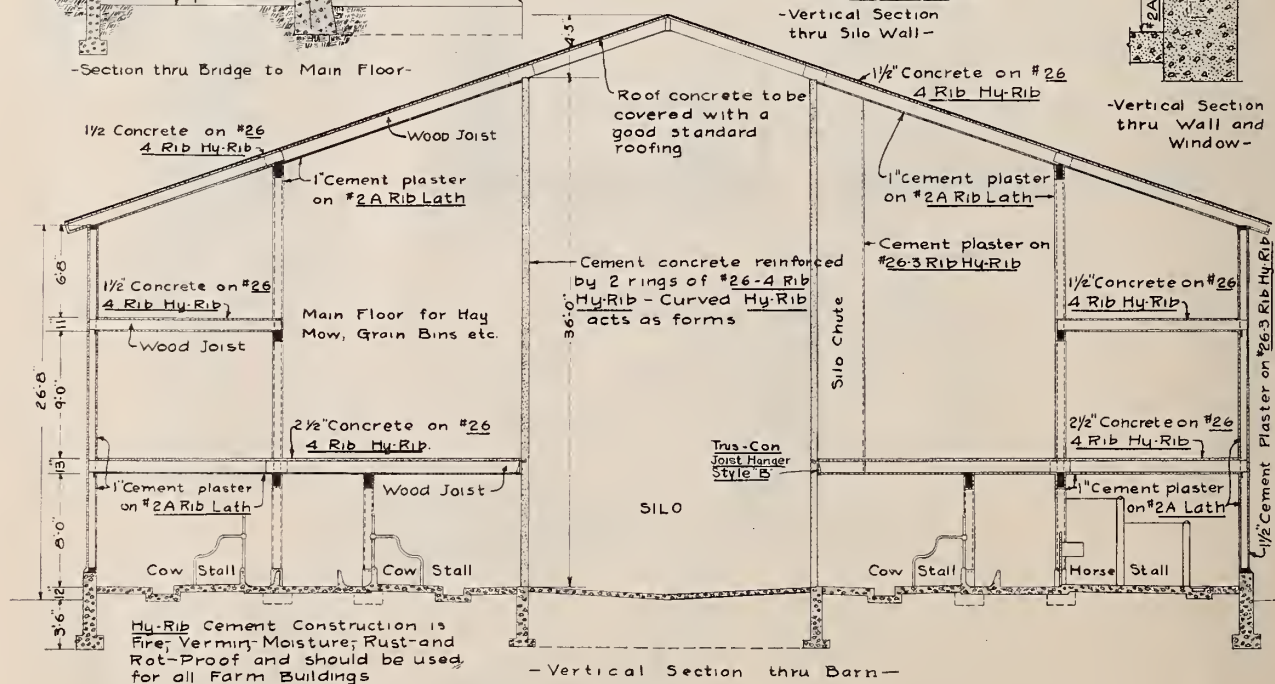 -Section thru Bridge to Main Floor-
-Vertical Section
thru Silo Wall-
#2A
-Vertical Section
thru Wall and
Window-
4'-3"
1½" Concrete on #26
4 Rib Hy-Rib
1½ Concrete on #26
4 Rib Hy-Rib
Wood Joist
Roof concrete to be
covered with a
good standard
roofing
1" Cement plaster
on #2A Rib Lath
1" Cement plaster
on #2A Rib Lath
Cement plaster on
#26-3 Rib Hy-Rib
Cement concrete reinforced
by 2 rings of #26-4 Rib
Hy-Rib - Curved Hy-Rib
acts as forms
36'-0"
Silo Chute
1½" Concrete on #26
4 Rib Hy-Rib
Wood Joist
Main Floor for Hay
Mow, Grain Bins etc.
1½" Concrete on #26
4 Rib Hy-Rib
6'-8"
11"
9'-0"
26'-8"
13"
8'-0"
12"
3'-6"
2½" Concrete on #26
4 Rib Hy-Rib.
2½" Concrete on #26
4 Rib Hy-Rib
1½" Cement Plaster on #26-3 Rib Hy-Rib
Trus-Con
Joist Hanger
Style "B"
1" Cement plaster
on #2A Rib Lath
Wood Joist
SILO
1" Cement plaster
on #2A Lath
Cow Stall
Cow Stall
Cow Stall
Horse Stall
Hy-Rib Cement Construction is
Fire-, Vermin-, Moisture-, Rust-and
Rot-Proof and should be used
for all Farm Buildings
-Vertical Section thru Barn-